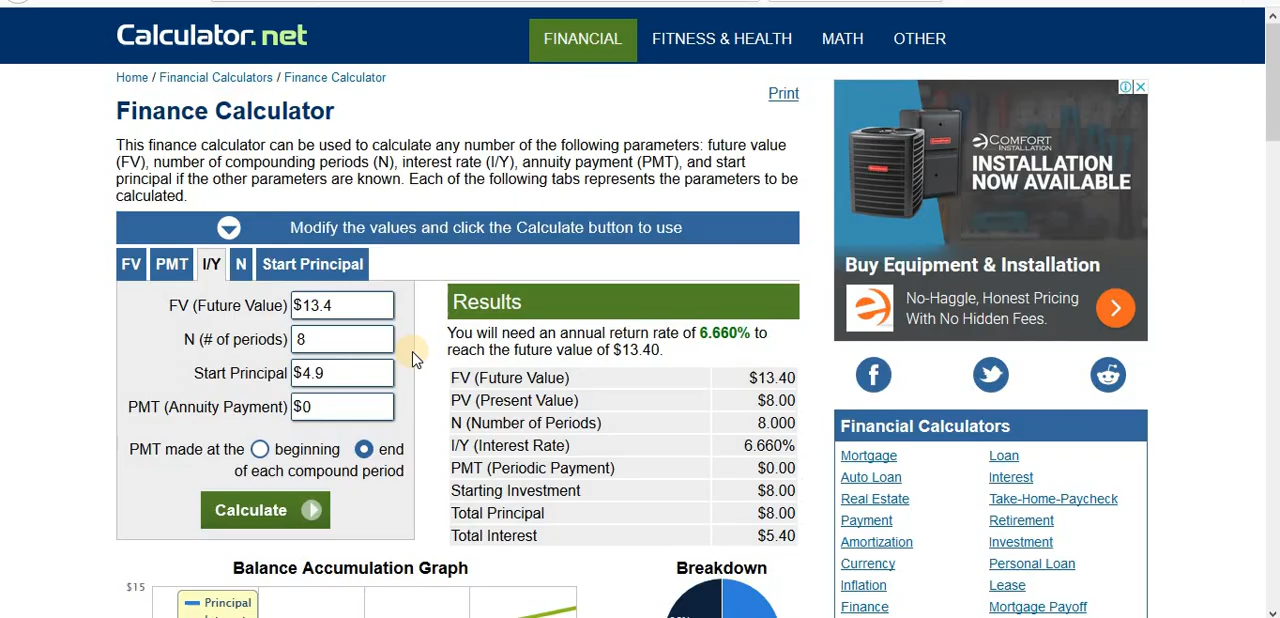 Calculator.net
FINANCIAL
FITNESS & HEALTH
MATH
OTHER
Home / Financial Calculators / Finance Calculator
Print
Finance Calculator
This finance calculator can be used to calculate any number of the following parameters: future value
(FV), number of compounding periods (N), interest rate (I/Y), annuity payment (PMT), and start
principal if the other parameters are known. Each of the following tabs represents the parameters to be
calculated.
Modify the values and click the Calculate button to use
FV
PMT
I/Y
N
Start Principal
FV (Future Value) $13.4
N (# of periods) 8
Start Principal $4.9
PMT (Annuity Payment) $0
PMT made at the beginning end
of each compound period
Calculate
Results
You will need an annual return rate of 6.660% to
reach the future value of $13.40.
FV (Future Value) $13.40
PV (Present Value) $8.00
N (Number of Periods) 8.000
I/Y (Interest Rate) 6.660%
PMT (Periodic Payment) $0.00
Starting Investment $8.00
Total Principal $8.00
Total Interest $5.40
Balance Accumulation Graph
$15
Principal
Breakdown
COMFORT
INSTALLATION
INSTALLATION
NOW AVAILABLE
Buy Equipment & Installation
No-Haggle, Honest Pricing
With No Hidden Fees.
Financial Calculators
Mortgage Loan
Auto Loan Interest
Real Estate Take-Home-Paycheck
Payment Retirement
Amortization Investment
Currency Personal Loan
Inflation Lease
Finance Mortgage Payoff